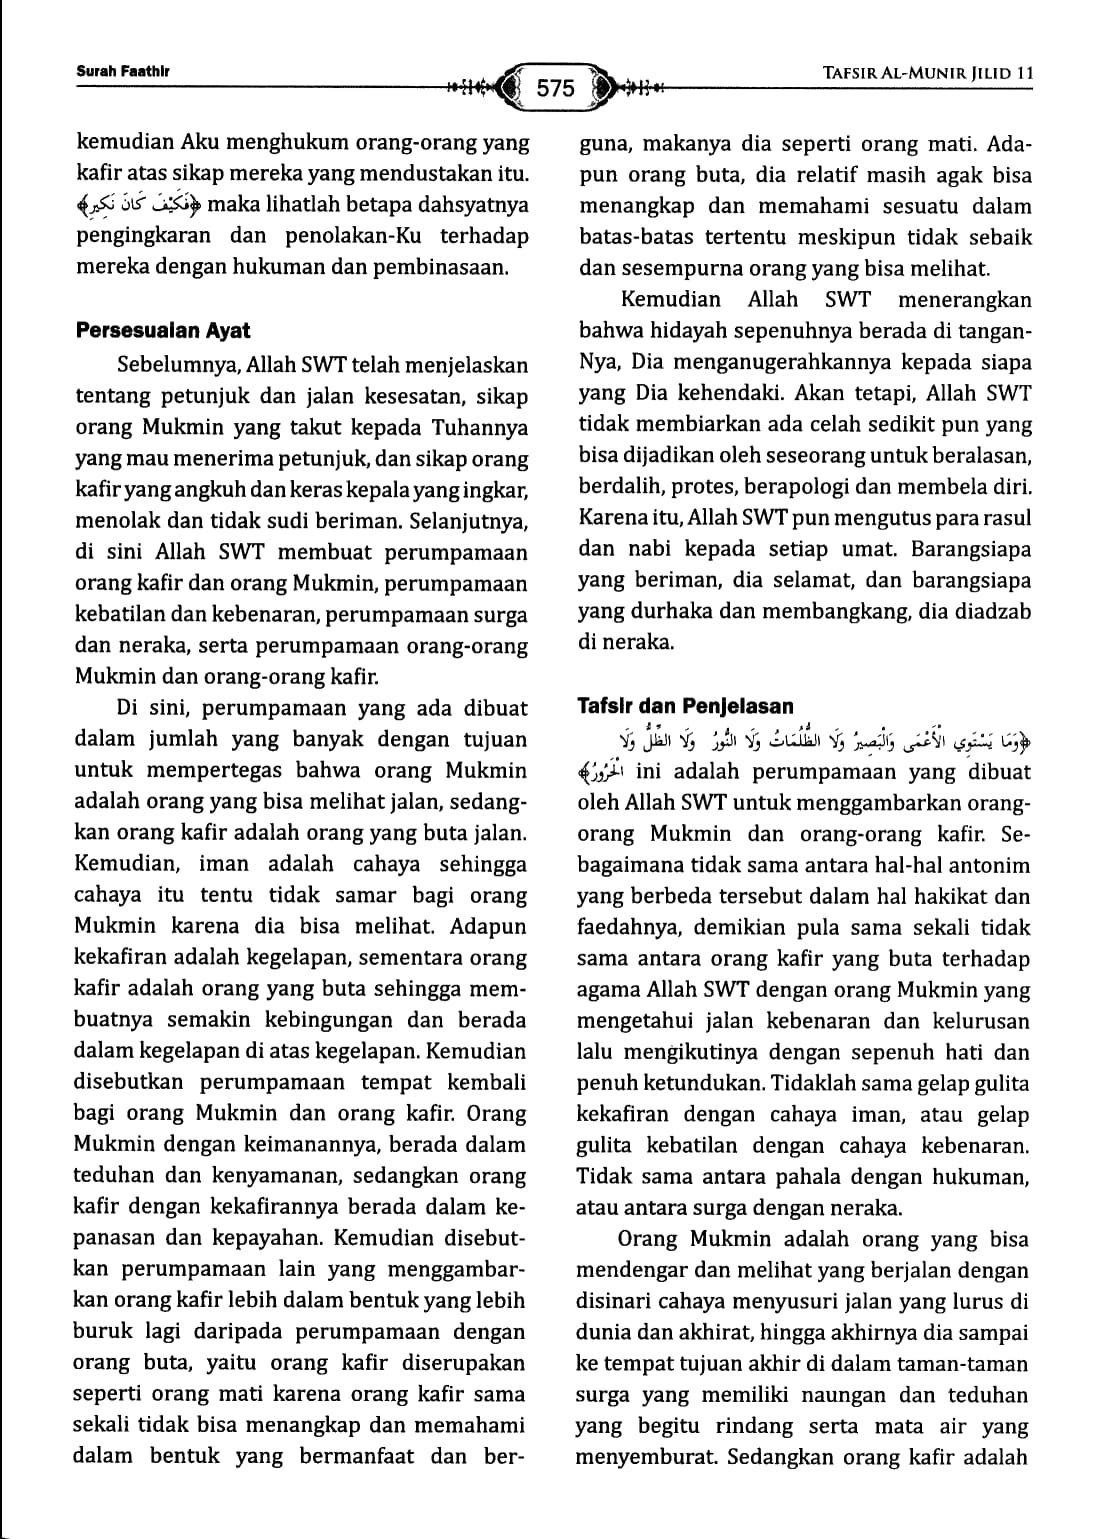 Surah Faathir
575
TAFSIR AL-MUNIR JILID 11
kemudian Aku menghukum orang-orang yang
kafir atas sikap mereka yang mendustakan itu.
﴿فَكَيْفَ كَانَ نَكِيرِ﴾ maka lihatlah betapa dahsyatnya
pengingkaran dan penolakan-Ku terhadap
mereka dengan hukuman dan pembinasaan.
Persesuaian Ayat
Sebelumnya, Allah SWT telah menjelaskan
tentang petunjuk dan jalan kesesatan, sikap
orang Mukmin yang takut kepada Tuhannya
yang mau menerima petunjuk, dan sikap orang
kafir yang angkuh dan keras kepala yang ingkar,
menolak dan tidak sudi beriman. Selanjutnya,
di sini Allah SWT membuat perumpamaan
orang kafir dan orang Mukmin, perumpamaan
kebatilan dan kebenaran, perumpamaan surga
dan neraka, serta perumpamaan orang-orang
Mukmin dan orang-orang kafir.
Di sini, perumpamaan yang ada dibuat
dalam jumlah yang banyak dengan tujuan
untuk mempertegas bahwa orang Mukmin
adalah orang yang bisa melihat jalan, sedang-
kan orang kafir adalah orang yang buta jalan.
Kemudian, iman adalah cahaya sehingga
cahaya itu tentu tidak samar bagi orang
Mukmin karena dia bisa melihat. Adapun
kekafiran adalah kegelapan, sementara orang
kafir adalah orang yang buta sehingga mem-
buatnya semakin kebingungan dan berada
dalam kegelapan di atas kegelapan. Kemudian
disebutkan perumpamaan tempat kembali
bagi orang Mukmin dan orang kafir. Orang
Mukmin dengan keimanannya, berada dalam
teduhan dan kenyamanan, sedangkan orang
kafir dengan kekafirannya berada dalam ke-
panasan dan kepayahan. Kemudian disebut-
kan perumpamaan lain yang menggambar-
kan orang kafir lebih dalam bentuk yang lebih
buruk lagi daripada perumpamaan dengan
orang buta, yaitu orang kafir diserupakan
seperti orang mati karena orang kafir sama
sekali tidak bisa menangkap dan memahami
dalam bentuk yang bermanfaat dan ber-
guna, makanya dia seperti orang mati. Ada-
pun orang buta, dia relatif masih agak bisa
menangkap dan memahami sesuatu dalam
batas-batas tertentu meskipun tidak sebaik
dan sesempurna orang yang bisa melihat.
Kemudian Allah SWT menerangkan
bahwa hidayah sepenuhnya berada di tangan-
Nya, Dia menganugerahkannya kepada siapa
yang Dia kehendaki. Akan tetapi, Allah SWT
tidak membiarkan ada celah sedikit pun yang
bisa dijadikan oleh seseorang untuk beralasan,
berdalih, protes, berapologi dan membela diri.
Karena itu, Allah SWT pun mengutus para rasul
dan nabi kepada setiap umat. Barangsiapa
yang beriman, dia selamat, dan barangsiapa
yang durhaka dan membangkang, dia diadzab
di neraka.
Tafsir dan Penjelasan
﴿وَمَا يَسْتَوِي الْأَعْمَى وَالْبَصِيرُ وَلَا الظُّلُمَاتُ وَلَا النُّورُ وَلَا الظِّلُّ وَلَا
الْحَرُورُ﴾ ini adalah perumpamaan yang dibuat
oleh Allah SWT untuk menggambarkan orang-
orang Mukmin dan orang-orang kafir. Se-
bagaimana tidak sama antara hal-hal antonim
yang berbeda tersebut dalam hal hakikat dan
faedahnya, demikian pula sama sekali tidak
sama antara orang kafir yang buta terhadap
agama Allah SWT dengan orang Mukmin yang
mengetahui jalan kebenaran dan kelurusan
lalu mengikutinya dengan sepenuh hati dan
penuh ketundukan. Tidaklah sama gelap gulita
kekafiran dengan cahaya iman, atau gelap
gulita kebatilan dengan cahaya kebenaran.
Tidak sama antara pahala dengan hukuman,
atau antara surga dengan neraka.
Orang Mukmin adalah orang yang bisa
mendengar dan melihat yang berjalan dengan
disinari cahaya menyusuri jalan yang lurus di
dunia dan akhirat, hingga akhirnya dia sampai
ke tempat tujuan akhir di dalam taman-taman
surga yang memiliki naungan dan teduhan
yang begitu rindang serta mata air yang
menyemburat. Sedangkan orang kafir adalah